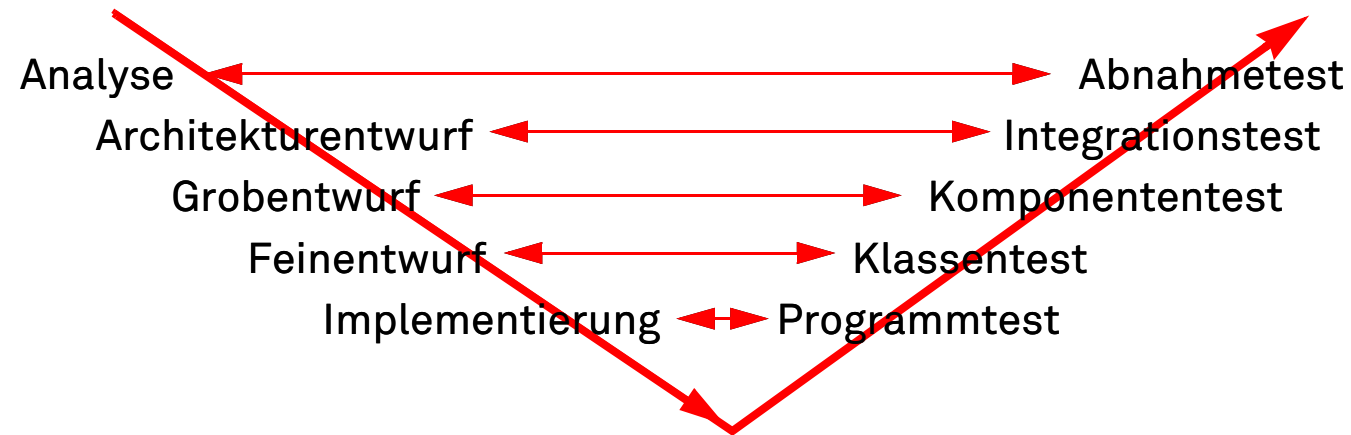 Analyse Abnahmetest
Architekturentwurf Integrationstest
Grobentwurf Komponententest
Feinentwurf Klassentest
Implementierung Programmtest